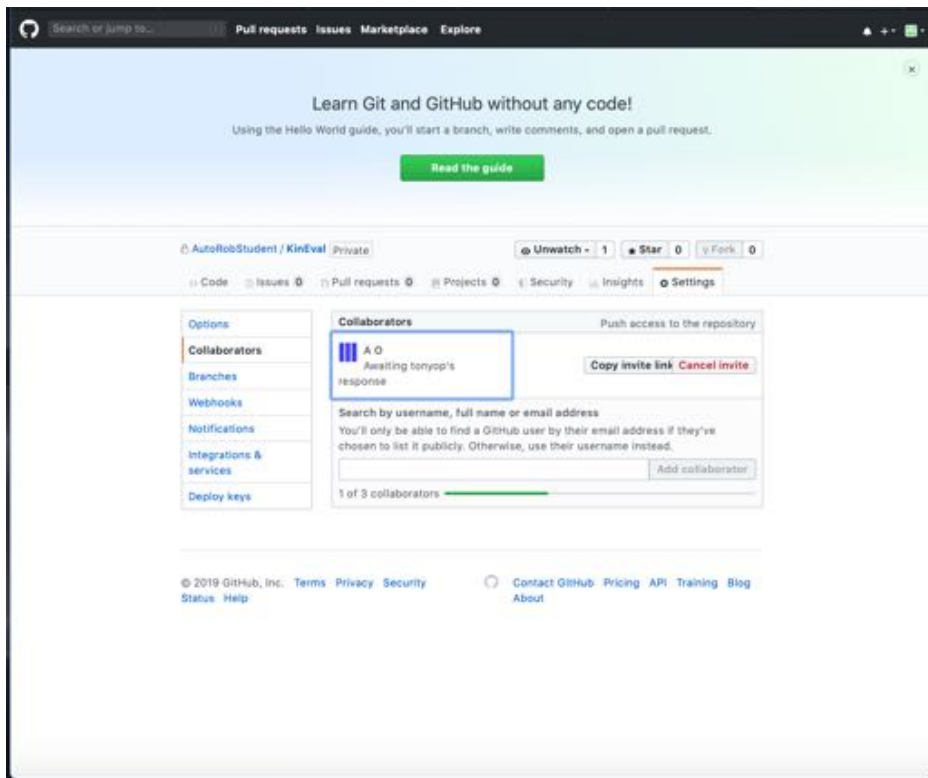 Search or jump to...
Pull requests Issues Marketplace Explore
Learn Git and GitHub without any code!
Using the Hello World guide, you'll start a branch, write comments, and open a pull request.
Read the guide
AutoRobStudent / KinEval Private
Unwatch 1 Star 0 Fork 0
Code Issues 0 Pull requests 0 Projects 0 Security Insights Settings
Options
Collaborators
Branches
Webhooks
Notifications
Integrations &
services
Deploy keys
Collaborators Push access to the repository
A O
Awaiting tonyop's
response
Copy invite link Cancel invite
Search by username, full name or email address
You'll only be able to find a GitHub user by their email address if they've
chosen to list it publicly. Otherwise, use their username instead.
Add collaborator
1 of 3 collaborators
© 2019 GitHub, Inc. Terms Privacy Security
Status Help
Contact GitHub Pricing API Training Blog
About